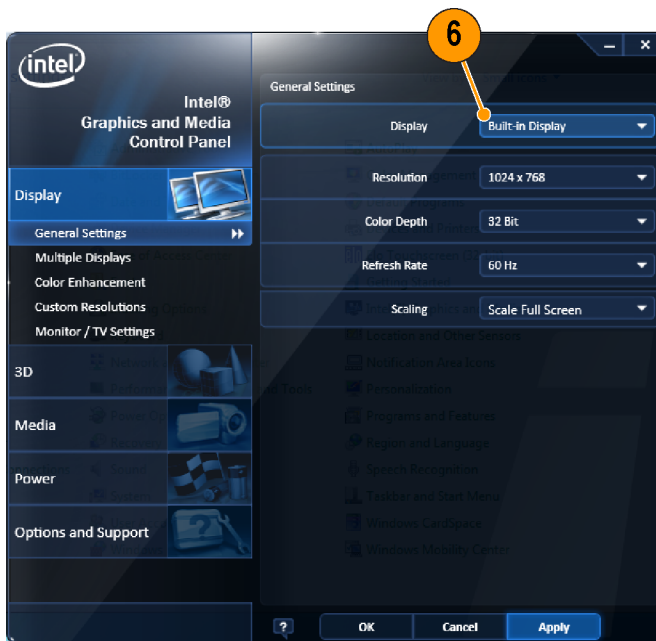 6
intel
Intel®
Graphics and Media
Control Panel
Display
General Settings
Multiple Displays
Color Enhancement
Custom Resolutions
Monitor / TV Settings
3D
Media
Power
Options and Support
General Settings
Display Built-in Display
Resolution 1024 x 768
Color Depth 32 Bit
Refresh Rate 60 Hz
Scaling Scale Full Screen
Location and Other Sensors
Notification Area Icons
Personalization
Programs and Features
Region and Language
Speech Recognition
Taskbar and Start Menu
Windows CardSpace
Windows Mobility Center
Recovery
Sound
System
? OK Cancel Apply